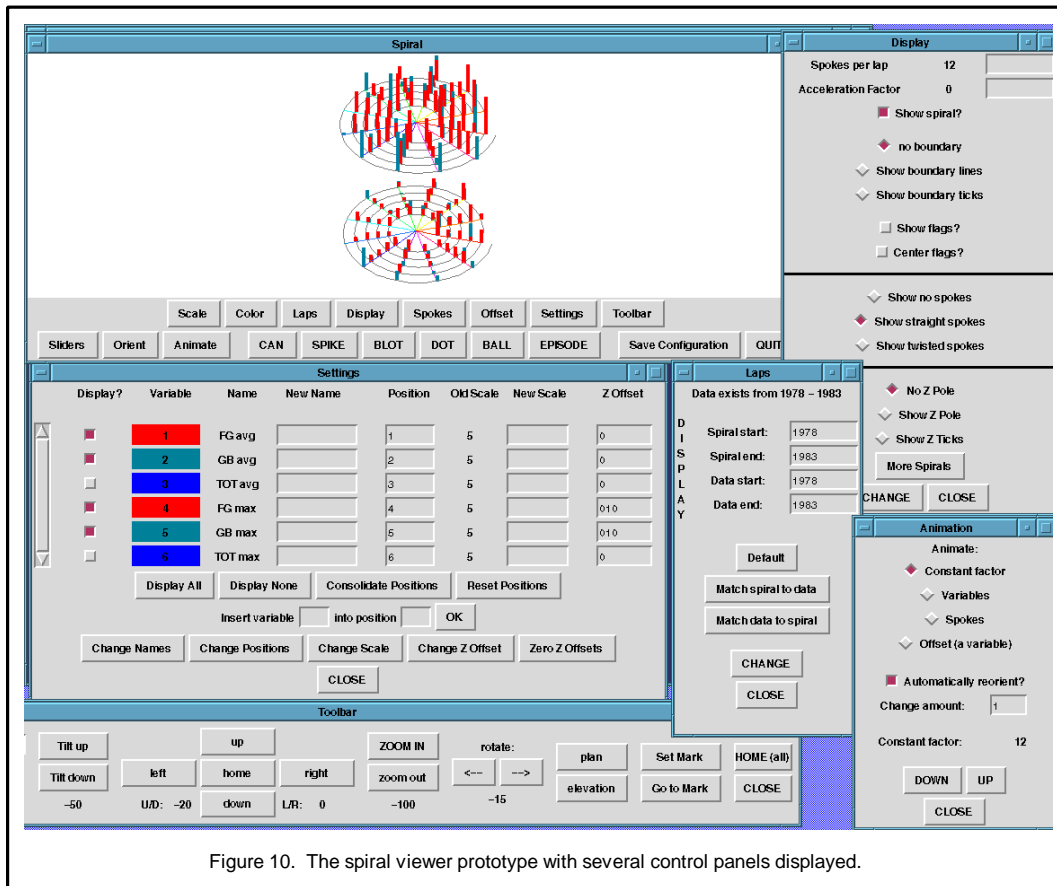 Spiral
Scale Color Laps Display Spokes Offset Settings Toolbar
Sliders Orient Animate CAN SPIKE BLOT DOT BALL EPISODE Save Configuration QUIT
Display
Spokes per lap 12
Acceleration Factor 0
Show spiral?
no boundary
Show boundary lines
Show boundary ticks
Show flags?
Center flags?
Show no spokes
Show straight spokes
Show twisted spokes
No Z Pole
Show Z Pole
Show Z Ticks
More Spirals
CHANGE CLOSE
Settings
Display? Variable Name New Name Position Old Scale New Scale Z Offset
1 FG avg 1 5 0
2 GB avg 2 5 0
3 TOT avg 3 5 0
4 FG max 4 5 010
5 GB max 5 5 010
6 TOT max 6 5 0
Display All Display None Consolidate Positions Reset Positions
Insert variable into position OK
Change Names Change Positions Change Scale Change Z Offset Zero Z Offsets
CLOSE
Laps
Data exists from 1978 – 1983
DISPLAY
Spiral start: 1978
Spiral end: 1983
Data start: 1978
Data end: 1983
Default
Match spiral to data
Match data to spiral
CHANGE
CLOSE
Animation
Animate:
Constant factor
Variables
Spokes
Offset (a variable)
Automatically reorient?
Change amount: 1
Constant factor: 12
DOWN UP
CLOSE
Toolbar
Tilt up up ZOOM IN rotate: plan Set Mark HOME (all)
Tilt down left home right zoom out <-- --> elevation Go to Mark CLOSE
-50 U/D: -20 down L/R: 0 -100 -15
Figure 10. The spiral viewer prototype with several control panels displayed.